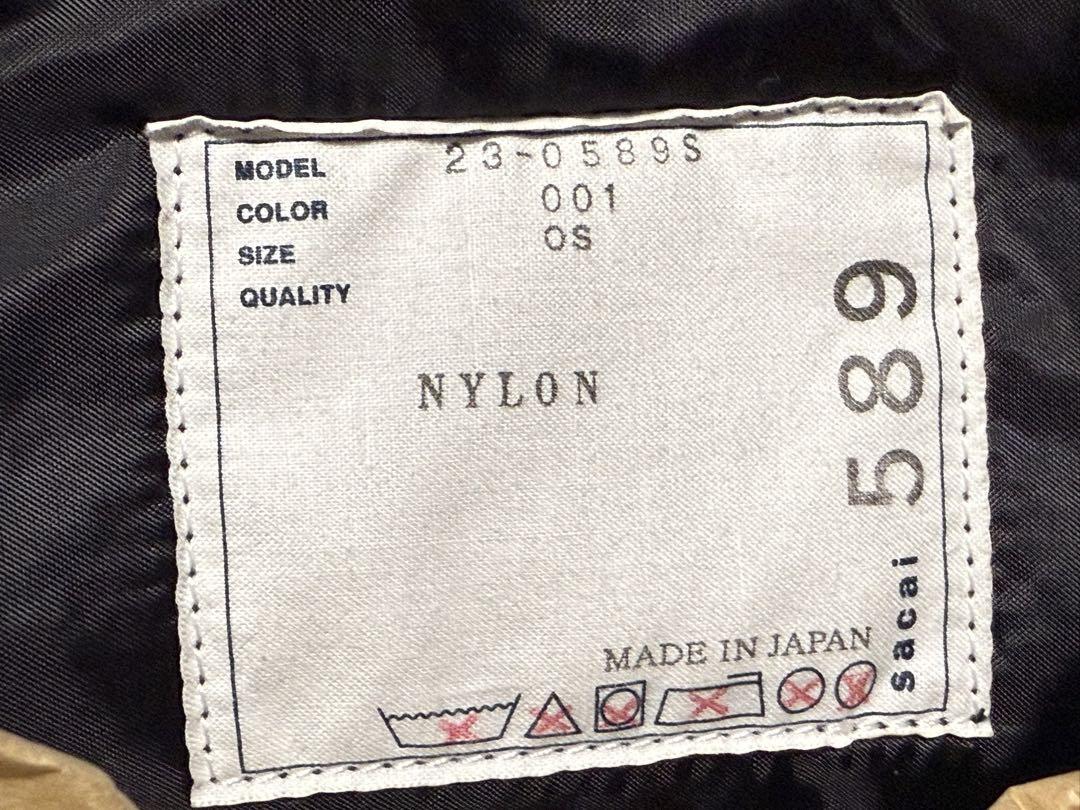 MODEL 23-0589S
COLOR 001
SIZE OS
QUALITY
NYLON
589
sacai
MADE IN JAPAN